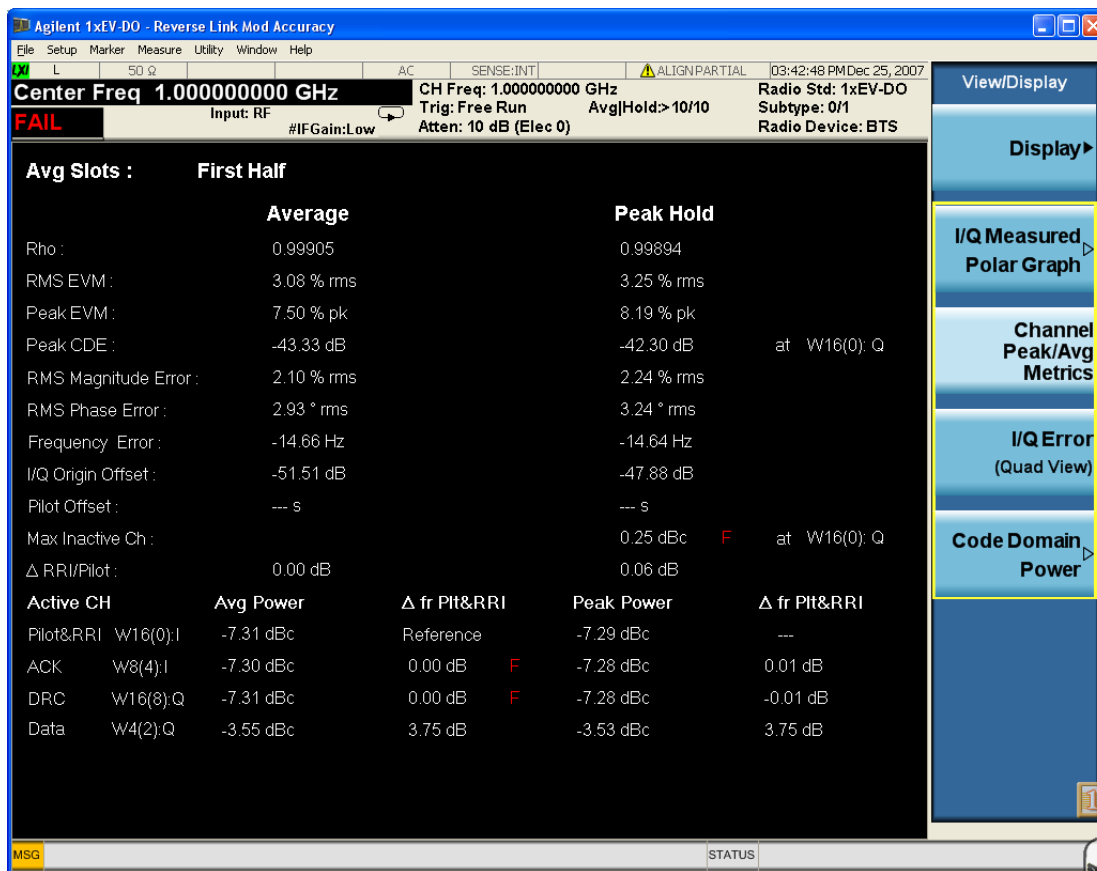 Agilent 1xEV-DO - Reverse Link Mod Accuracy
File Setup Marker Measure Utility Window Help
LXI L 50 Ω AC SENSE:INT ALIGN PARTIAL 03:42:48 PM Dec 25, 2007
Center Freq 1.000000000 GHz
FAIL
Input: RF
#IFGain:Low
CH Freq: 1.000000000 GHz
Trig: Free Run Avg|Hold:> 10/10
Atten: 10 dB (Elec 0)
Radio Std: 1xEV-DO
Subtype: 0/1
Radio Device: BTS
Avg Slots : First Half
Average Peak Hold
Rho : 0.99905 0.99894
RMS EVM : 3.08 % rms 3.25 % rms
Peak EVM : 7.50 % pk 8.19 % pk
Peak CDE : -43.33 dB -42.30 dB at W16(0): Q
RMS Magnitude Error : 2.10 % rms 2.24 % rms
RMS Phase Error : 2.93 ° rms 3.24 ° rms
Frequency Error : -14.66 Hz -14.64 Hz
I/Q Origin Offset : -51.51 dB -47.88 dB
Pilot Offset : --- s --- s
Max Inactive Ch : 0.25 dBc F at W16(0): Q
Δ RRI/Pilot : 0.00 dB 0.06 dB
Active CH Avg Power Δ fr Plt&RRI Peak Power Δ fr Plt&RRI
Pilot&RRI W16(0):I -7.31 dBc Reference -7.29 dBc ---
ACK W8(4):I -7.30 dBc 0.00 dB F -7.28 dBc 0.01 dB
DRC W16(8):Q -7.31 dBc 0.00 dB F -7.28 dBc -0.01 dB
Data W4(2):Q -3.55 dBc 3.75 dB -3.53 dBc 3.75 dB
View/Display
Display
I/Q Measured
Polar Graph
Channel
Peak/Avg
Metrics
I/Q Error
(Quad View)
Code Domain
Power
1
MSG STATUS